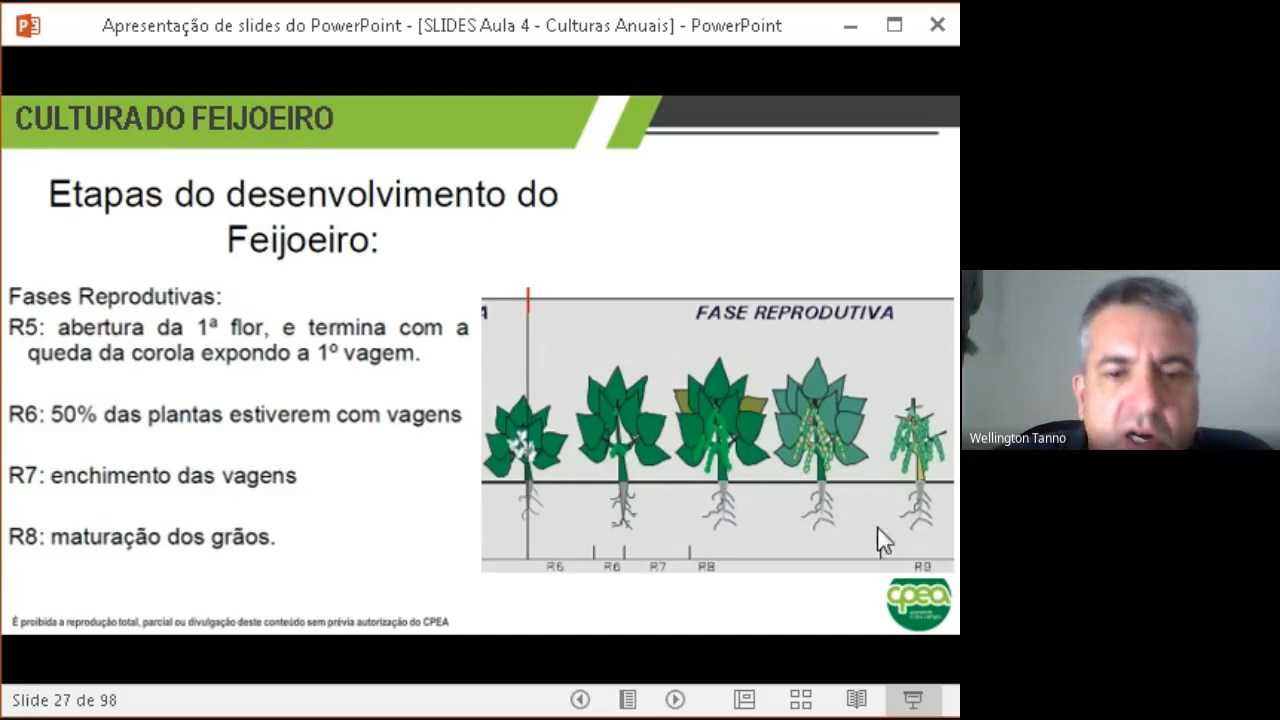 Apresentação de slides do PowerPoint - [SLIDES Aula 4 - Culturas Anuais] - PowerPoint
CULTURA DO FEIJOEIRO
Etapas do desenvolvimento do
Feijoeiro:
Fases Reprodutivas:
R5: abertura da 1ª flor, e termina com a
queda da corola expondo a 1º vagem.
R6: 50% das plantas estiverem com vagens
R7: enchimento das vagens
R8: maturação dos grãos.
A
FASE REPRODUTIVA
R6 R7 R8 R9
cpea
É proibida a reprodução total, parcial ou divulgação deste conteúdo sem prévia autorização do CPEA
Wellington Tanno
Slide 27 de 98